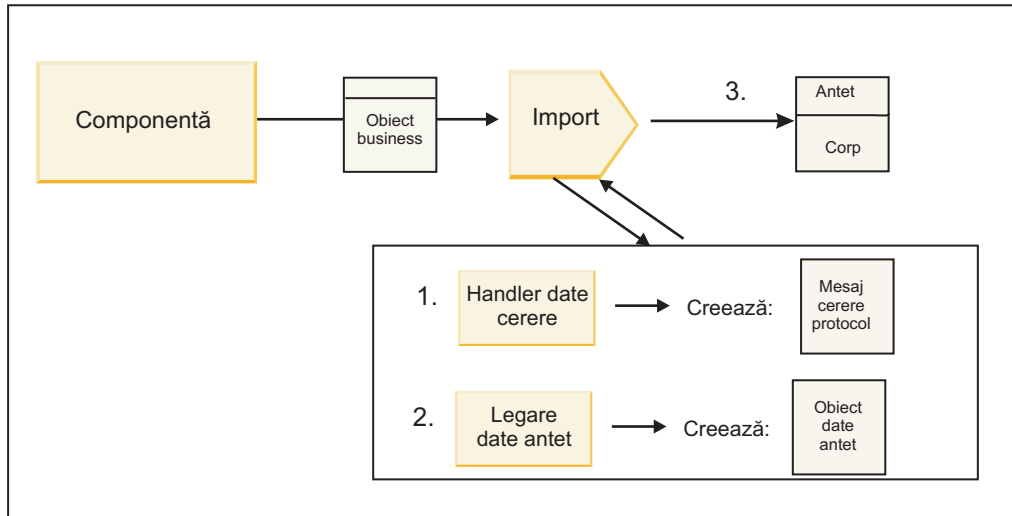 Componentă
Obiect
business
Import
3.
Antet
Corp
1.
Handler date
cerere
Creează:
Mesaj
cerere
protocol
2.
Legare
date antet
Creează:
Obiect
date
antet